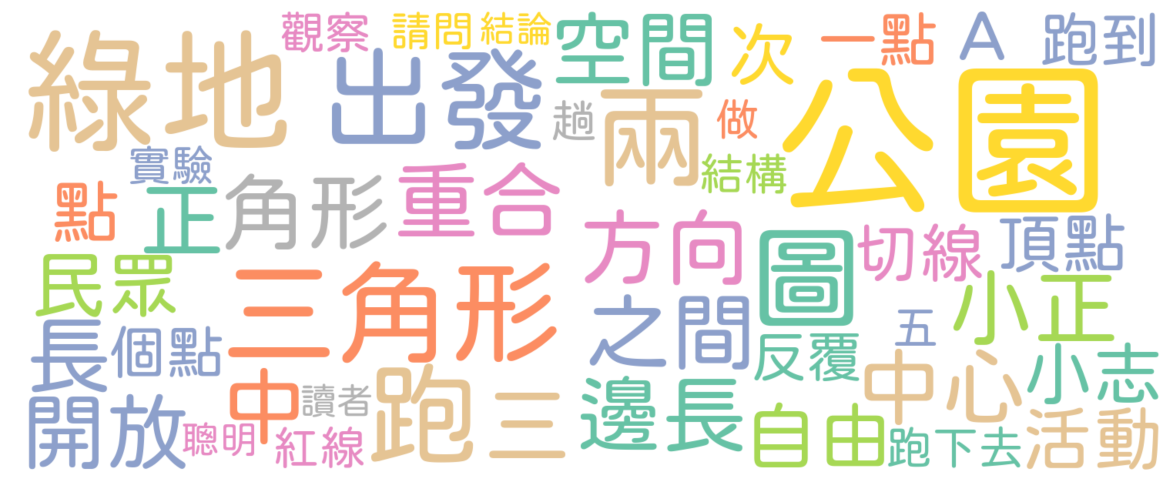 綠地
觀察
請問
結論
空間
次
一點
A
跑到
出發
趟
兩
做
公園
實驗
結構
點
正
角形
重合
方向
圖
切線
頂點
民眾
三角形
之間
小正
五
長
個點
反覆
中心
小志
中
讀者
跑
三
邊長
開放
聰明
紅線
自由
跑下去
活動